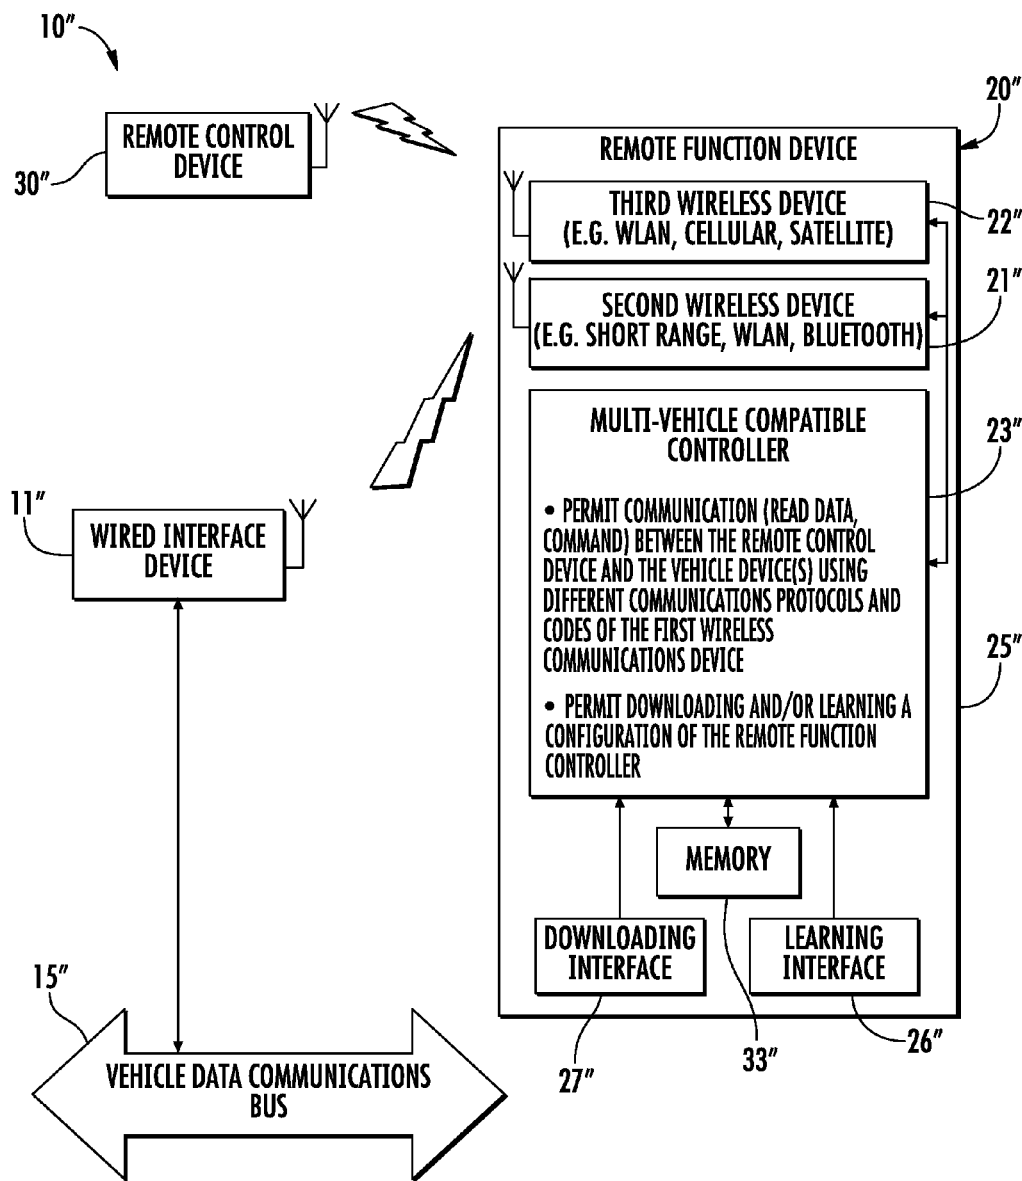 10"
REMOTE CONTROL
DEVICE
30"
20"
REMOTE FUNCTION DEVICE
THIRD WIRELESS DEVICE
(E.G. WLAN, CELLULAR, SATELLITE)
22"
SECOND WIRELESS DEVICE
(E.G. SHORT RANGE, WLAN, BLUETOOTH)
21"
MULTI-VEHICLE COMPATIBLE
CONTROLLER
23"
• PERMIT COMMUNICATION (READ DATA,
COMMAND) BETWEEN THE REMOTE CONTROL
DEVICE AND THE VEHICLE DEVICE(S) USING
DIFFERENT COMMUNICATIONS PROTOCOLS AND
CODES OF THE FIRST WIRELESS
COMMUNICATIONS DEVICE
• PERMIT DOWNLOADING AND/OR LEARNING A
CONFIGURATION OF THE REMOTE FUNCTION
CONTROLLER
25"
11"
WIRED INTERFACE
DEVICE
MEMORY
33"
DOWNLOADING
INTERFACE
27"
LEARNING
INTERFACE
26"
15"
VEHICLE DATA COMMUNICATIONS
BUS